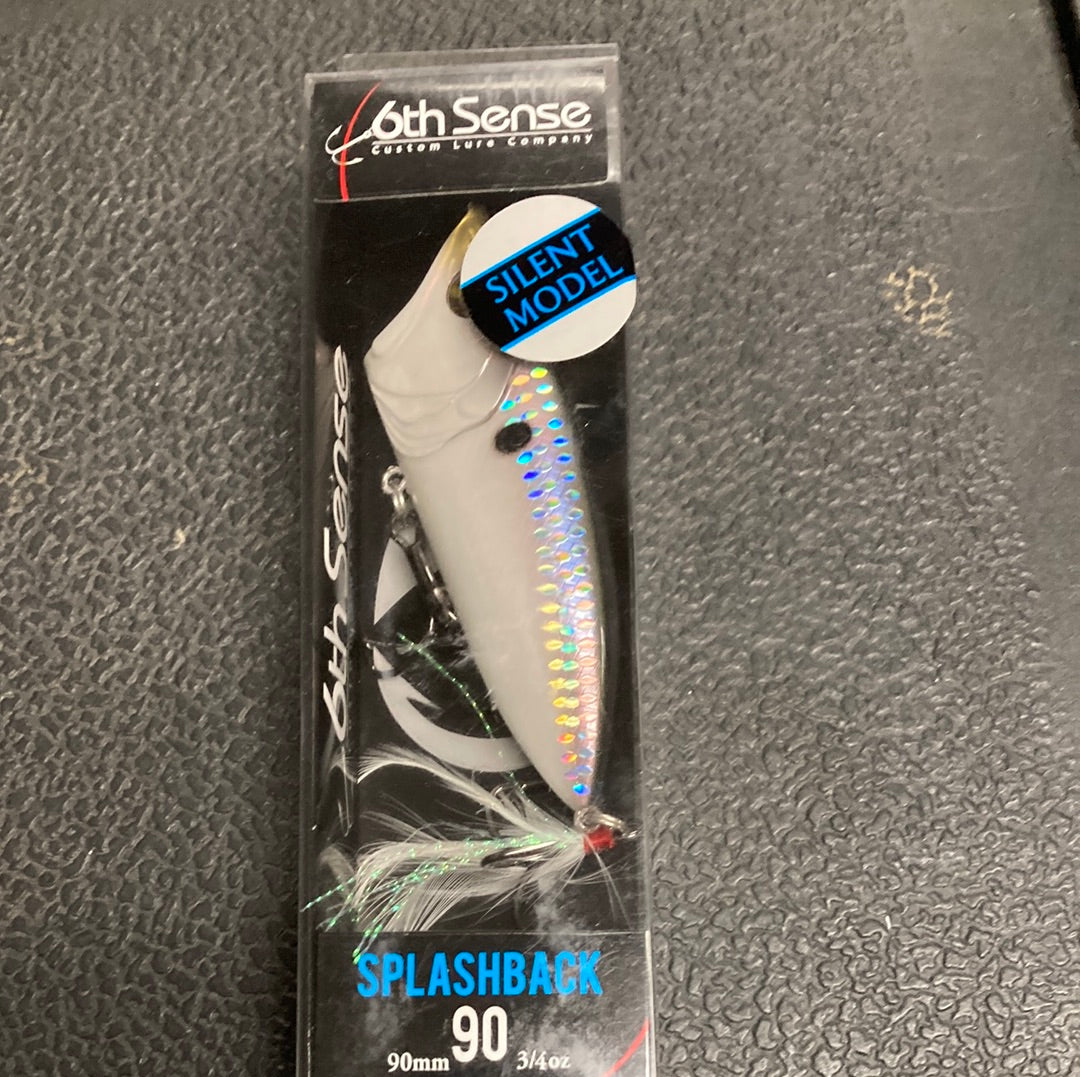 6th Sense
Custom Lure Company
SILENT
MODEL
6th Sense
SPLASHBACK
90
90mm 3/4oz